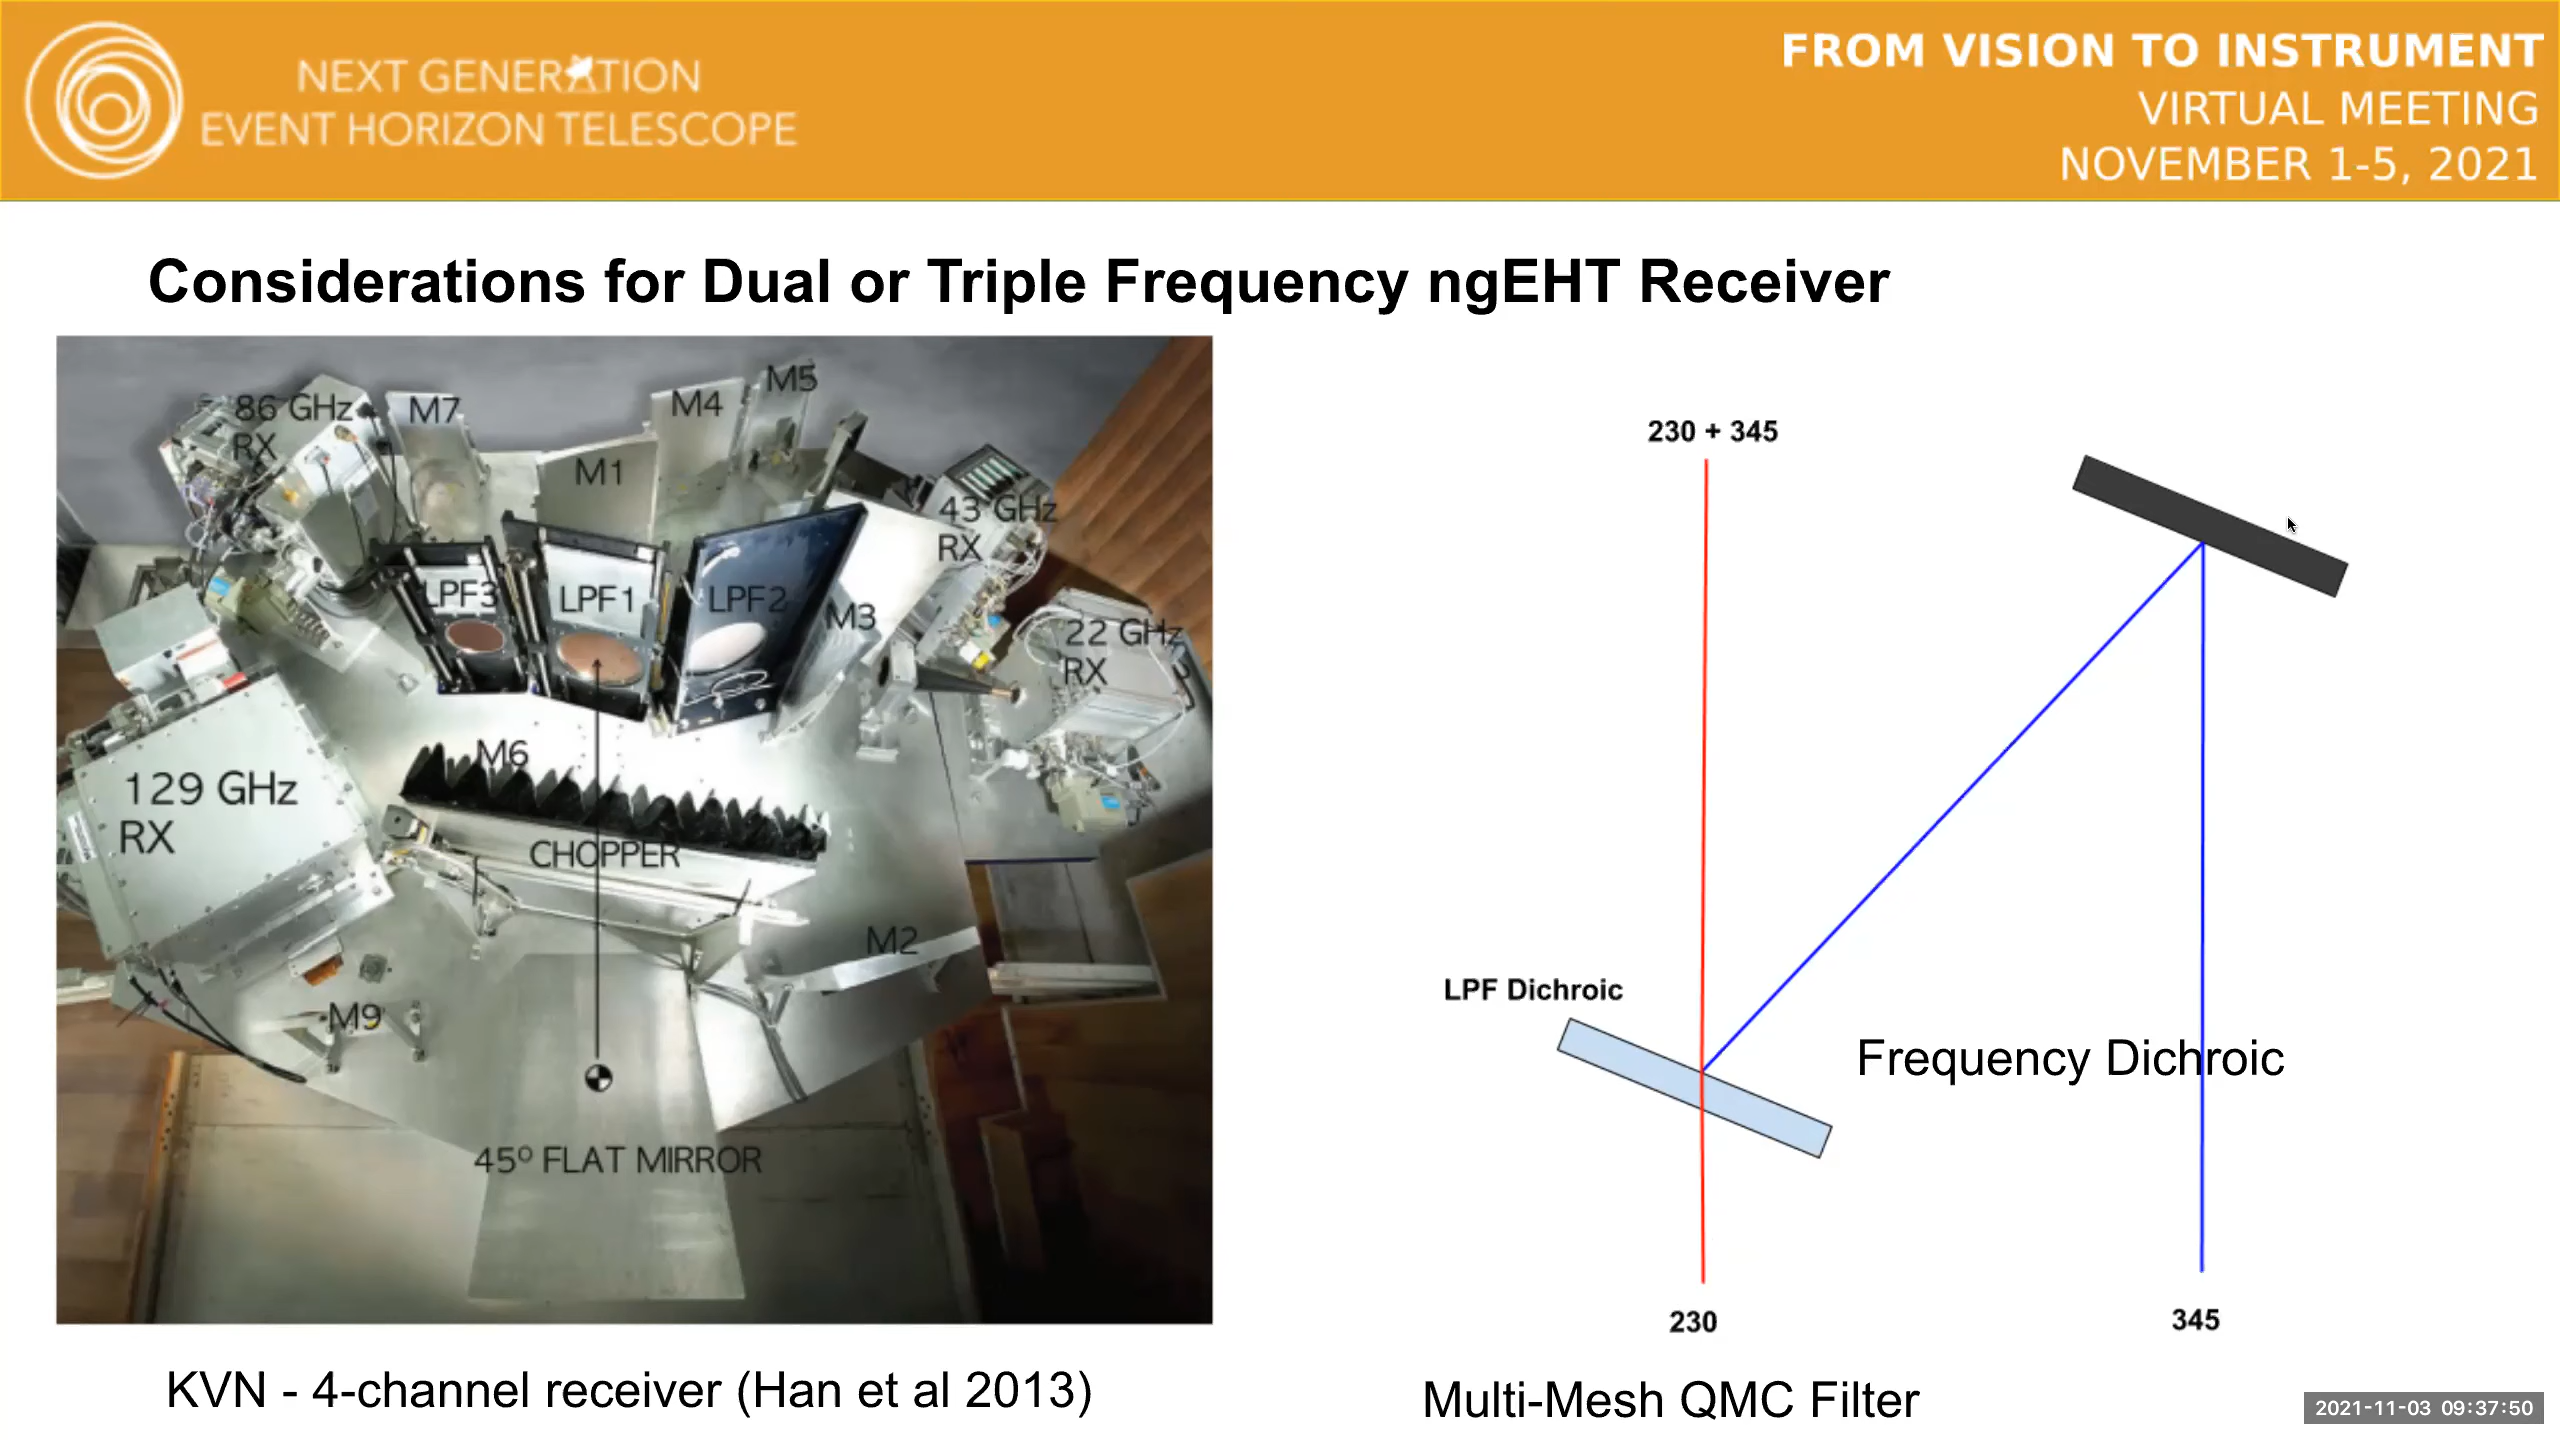 NEXT GENERATION
EVENT HORIZON TELESCOPE
FROM VISION TO INSTRUMENT
VIRTUAL MEETING
NOVEMBER 1-5, 2021
Considerations for Dual or Triple Frequency ngEHT Receiver
86 GHz
RX
M7
M4
M5
M1
43 GHz
RX
LPF3
LPF1
LPF2
M3
22 GHz
RX
M6
129 GHz
RX
CHOPPER
M2
M9
45º FLAT MIRROR
KVN - 4-channel receiver (Han et al 2013)
230 + 345
LPF Dichroic
Frequency Dichroic
230
345
Multi-Mesh QMC Filter
2021-11-03 09:37:50